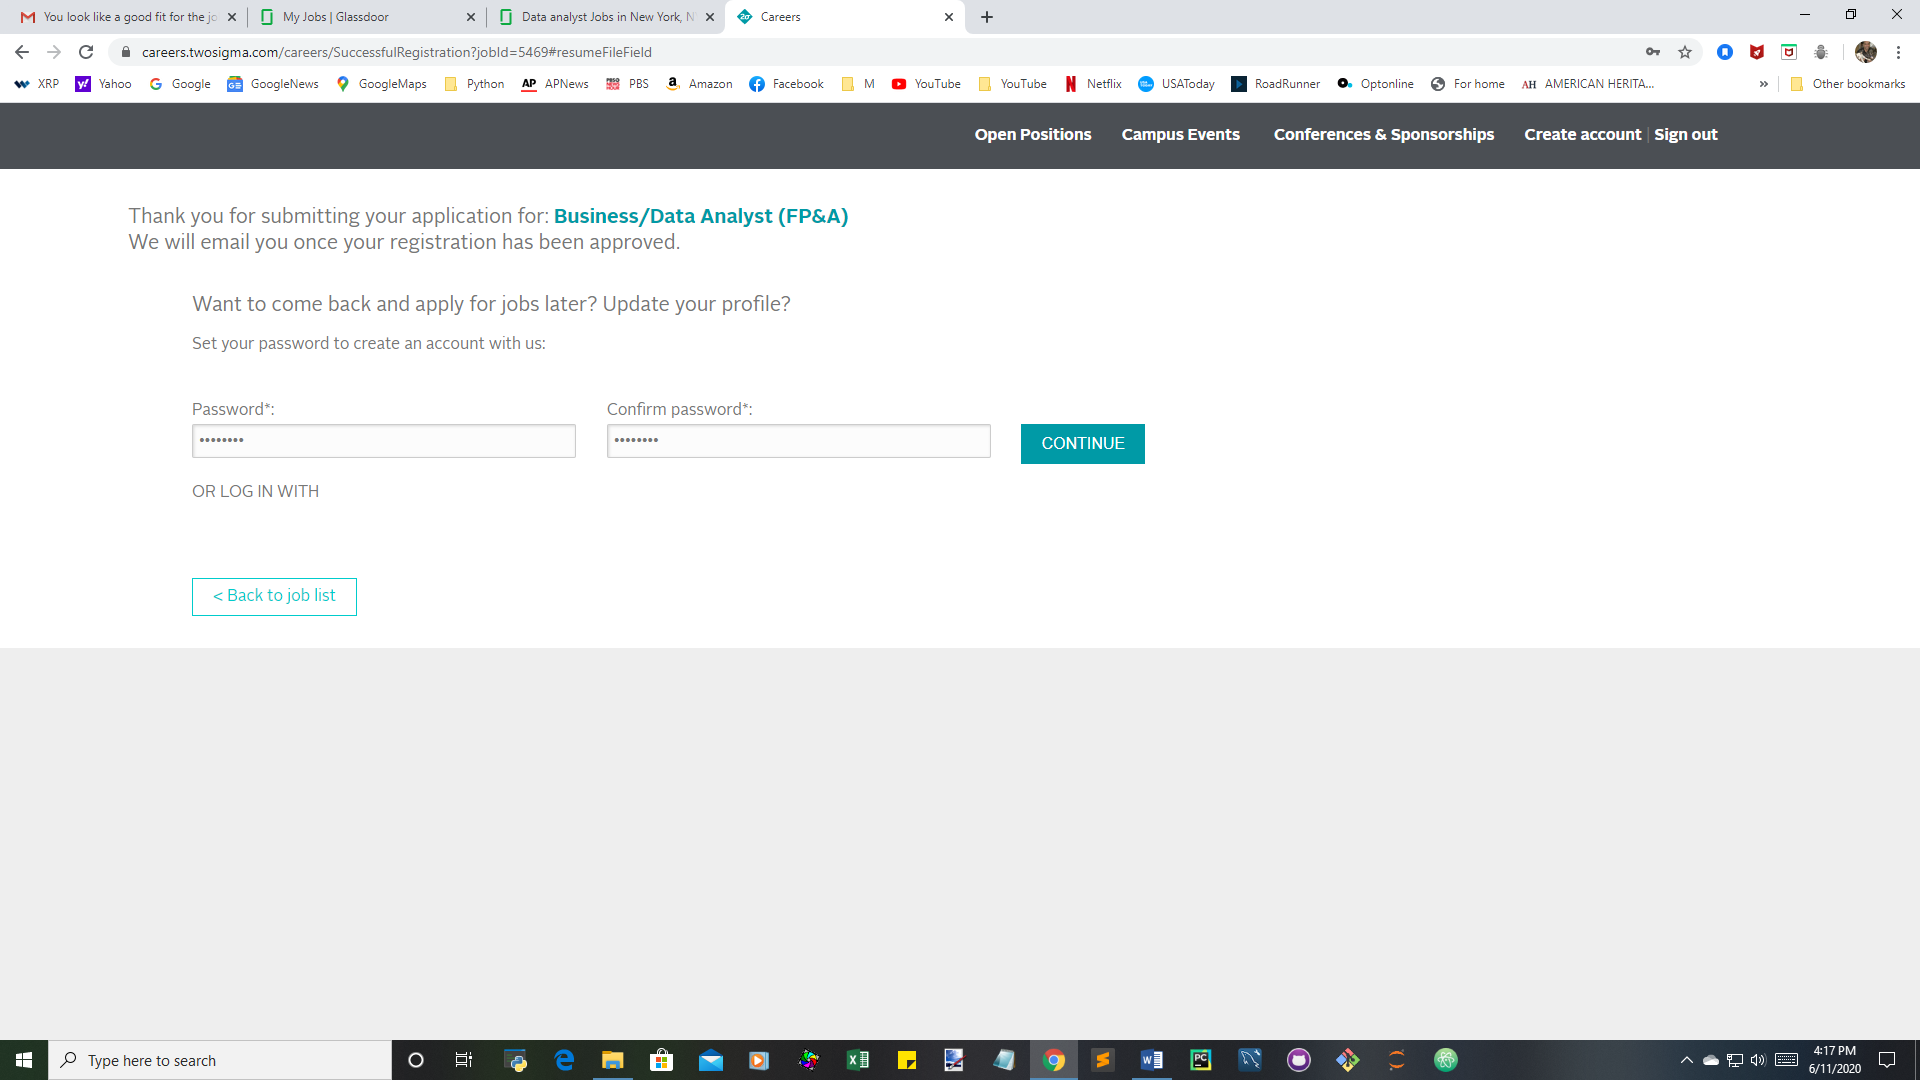 You look like a good fit for the jo
My Jobs | Glassdoor
Data analyst Jobs in New York, N
Careers
careers.twosigma.com/careers/SuccessfulRegistration?jobId=5469#resumeFileField
XRP Yahoo Google GoogleNews GoogleMaps Python APNews PBS Amazon Facebook M YouTube YouTube Netflix USAToday RoadRunner Optonline For home AH AMERICAN HERITA... » Other bookmarks
Open Positions Campus Events Conferences & Sponsorships Create account | Sign out
Thank you for submitting your application for: Business/Data Analyst (FP&A)
We will email you once your registration has been approved.
Want to come back and apply for jobs later? Update your profile?
Set your password to create an account with us:
Password*: Confirm password*:
•••••••• •••••••• CONTINUE
OR LOG IN WITH
< Back to job list
Type here to search
4:17 PM
6/11/2020